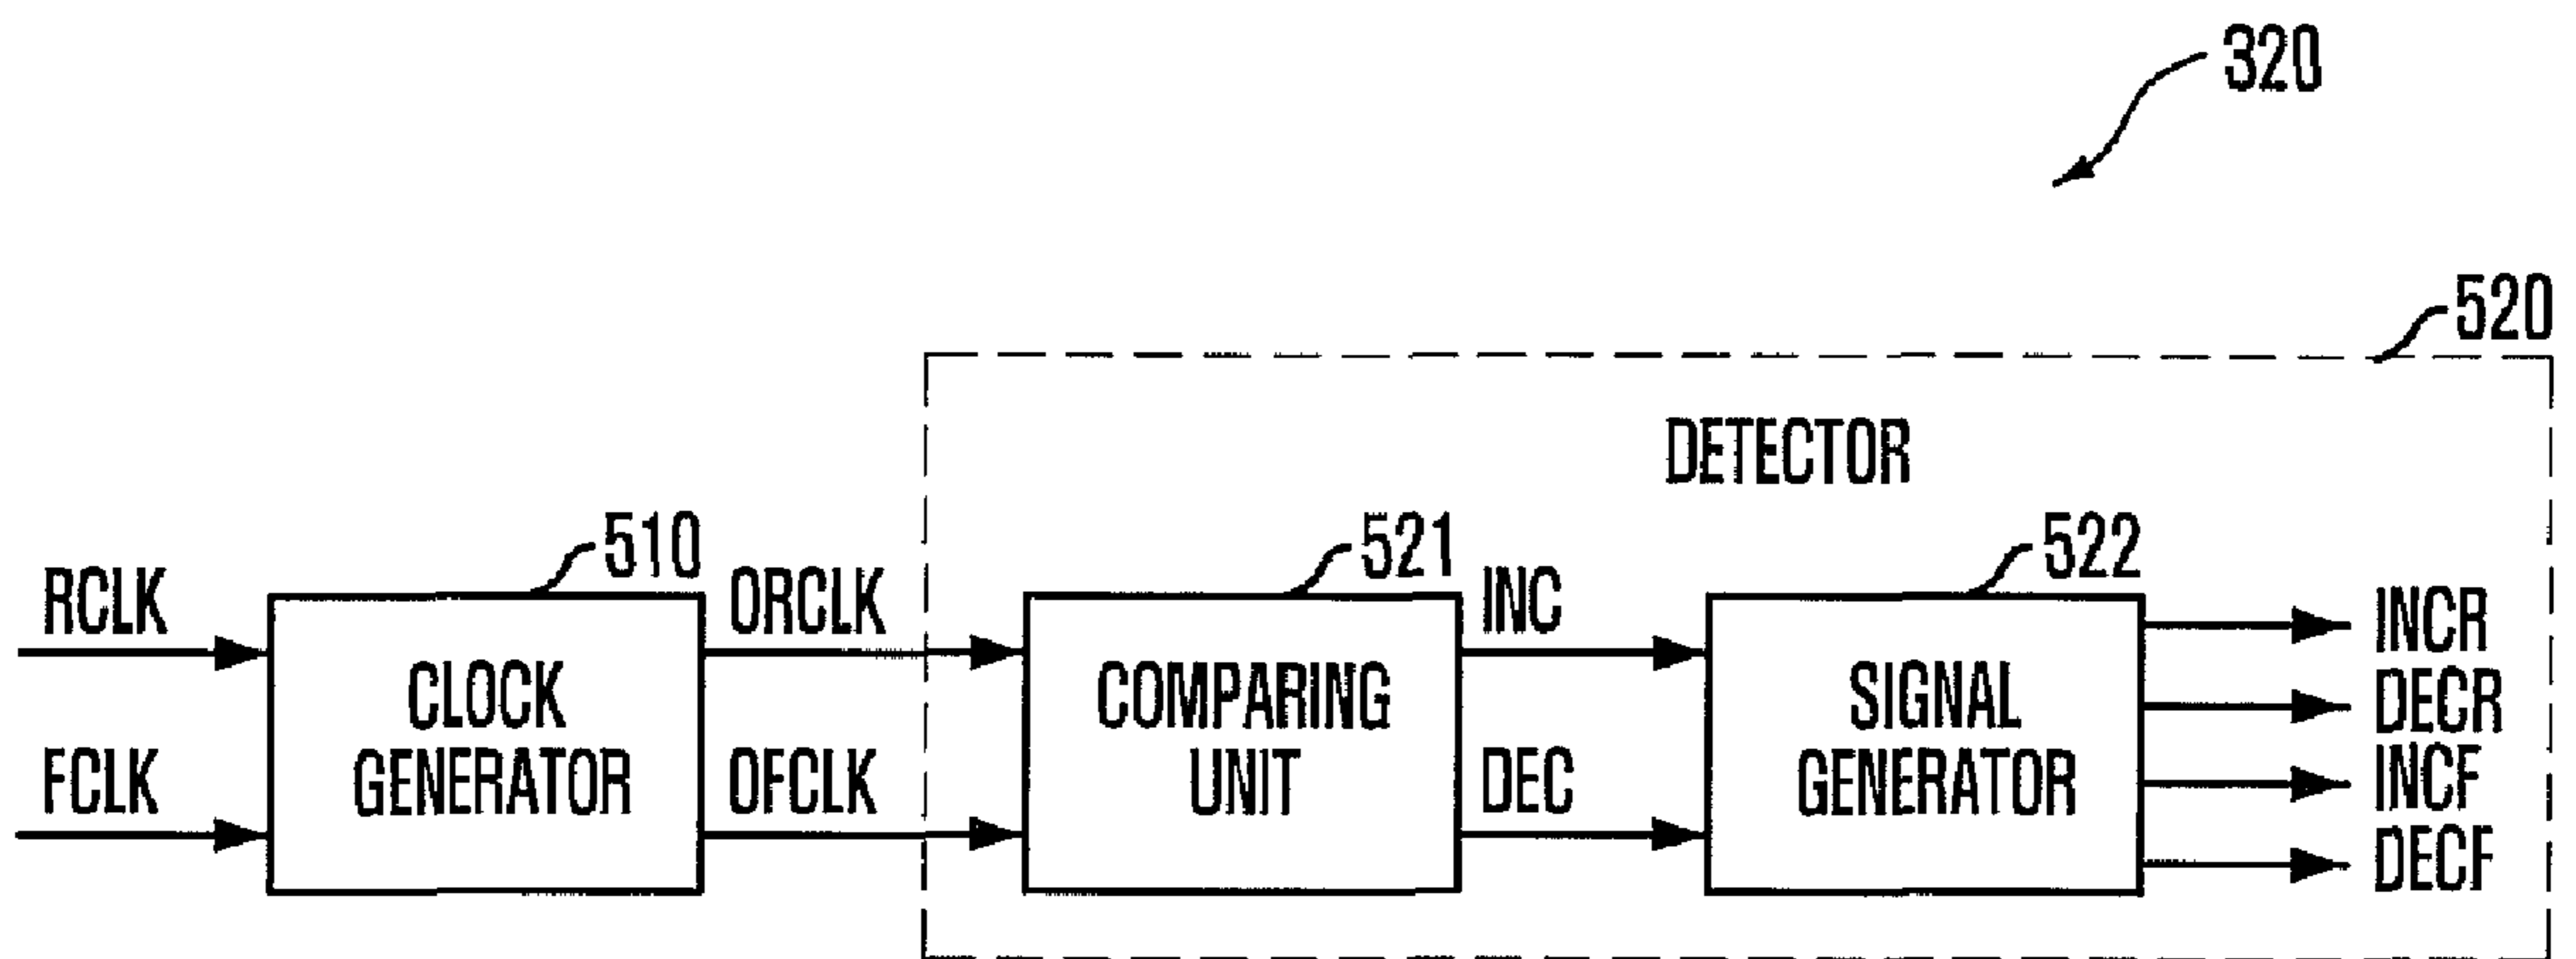 320
520
DETECTOR
510
521
522
RCLK
ORCLK
INC
INCR
CLOCK
GENERATOR
COMPARING
UNIT
SIGNAL
GENERATOR
DECR
FCLK
OFCLK
DEC
INCF
DECF